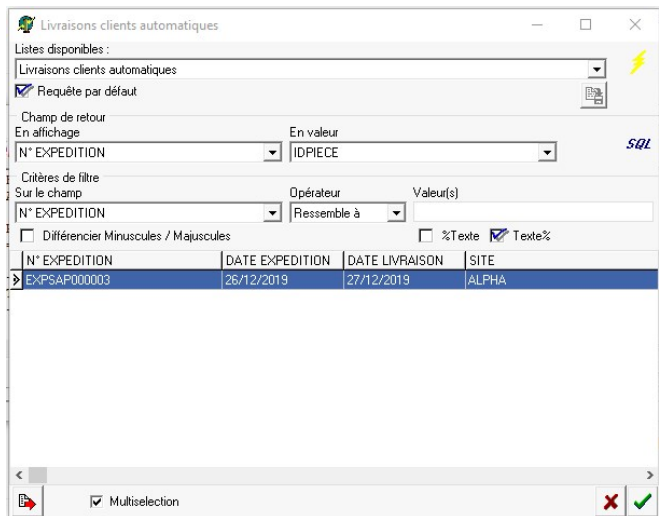 Livraisons clients automatiques
Listes disponibles :
Livraisons clients automatiques
Requête par défaut
Champ de retour
En affichage En valeur
N° EXPEDITION IDPIECE SQL
Critères de filtre
Sur le champ Opérateur Valeur(s)
N° EXPEDITION Ressemble à
Différencier Minuscules / Majuscules %Texte Texte%
N° EXPEDITION DATE EXPEDITION DATE LIVRAISON SITE
EXPSAP000003 26/12/2019 27/12/2019 ALPHA
Multiselection